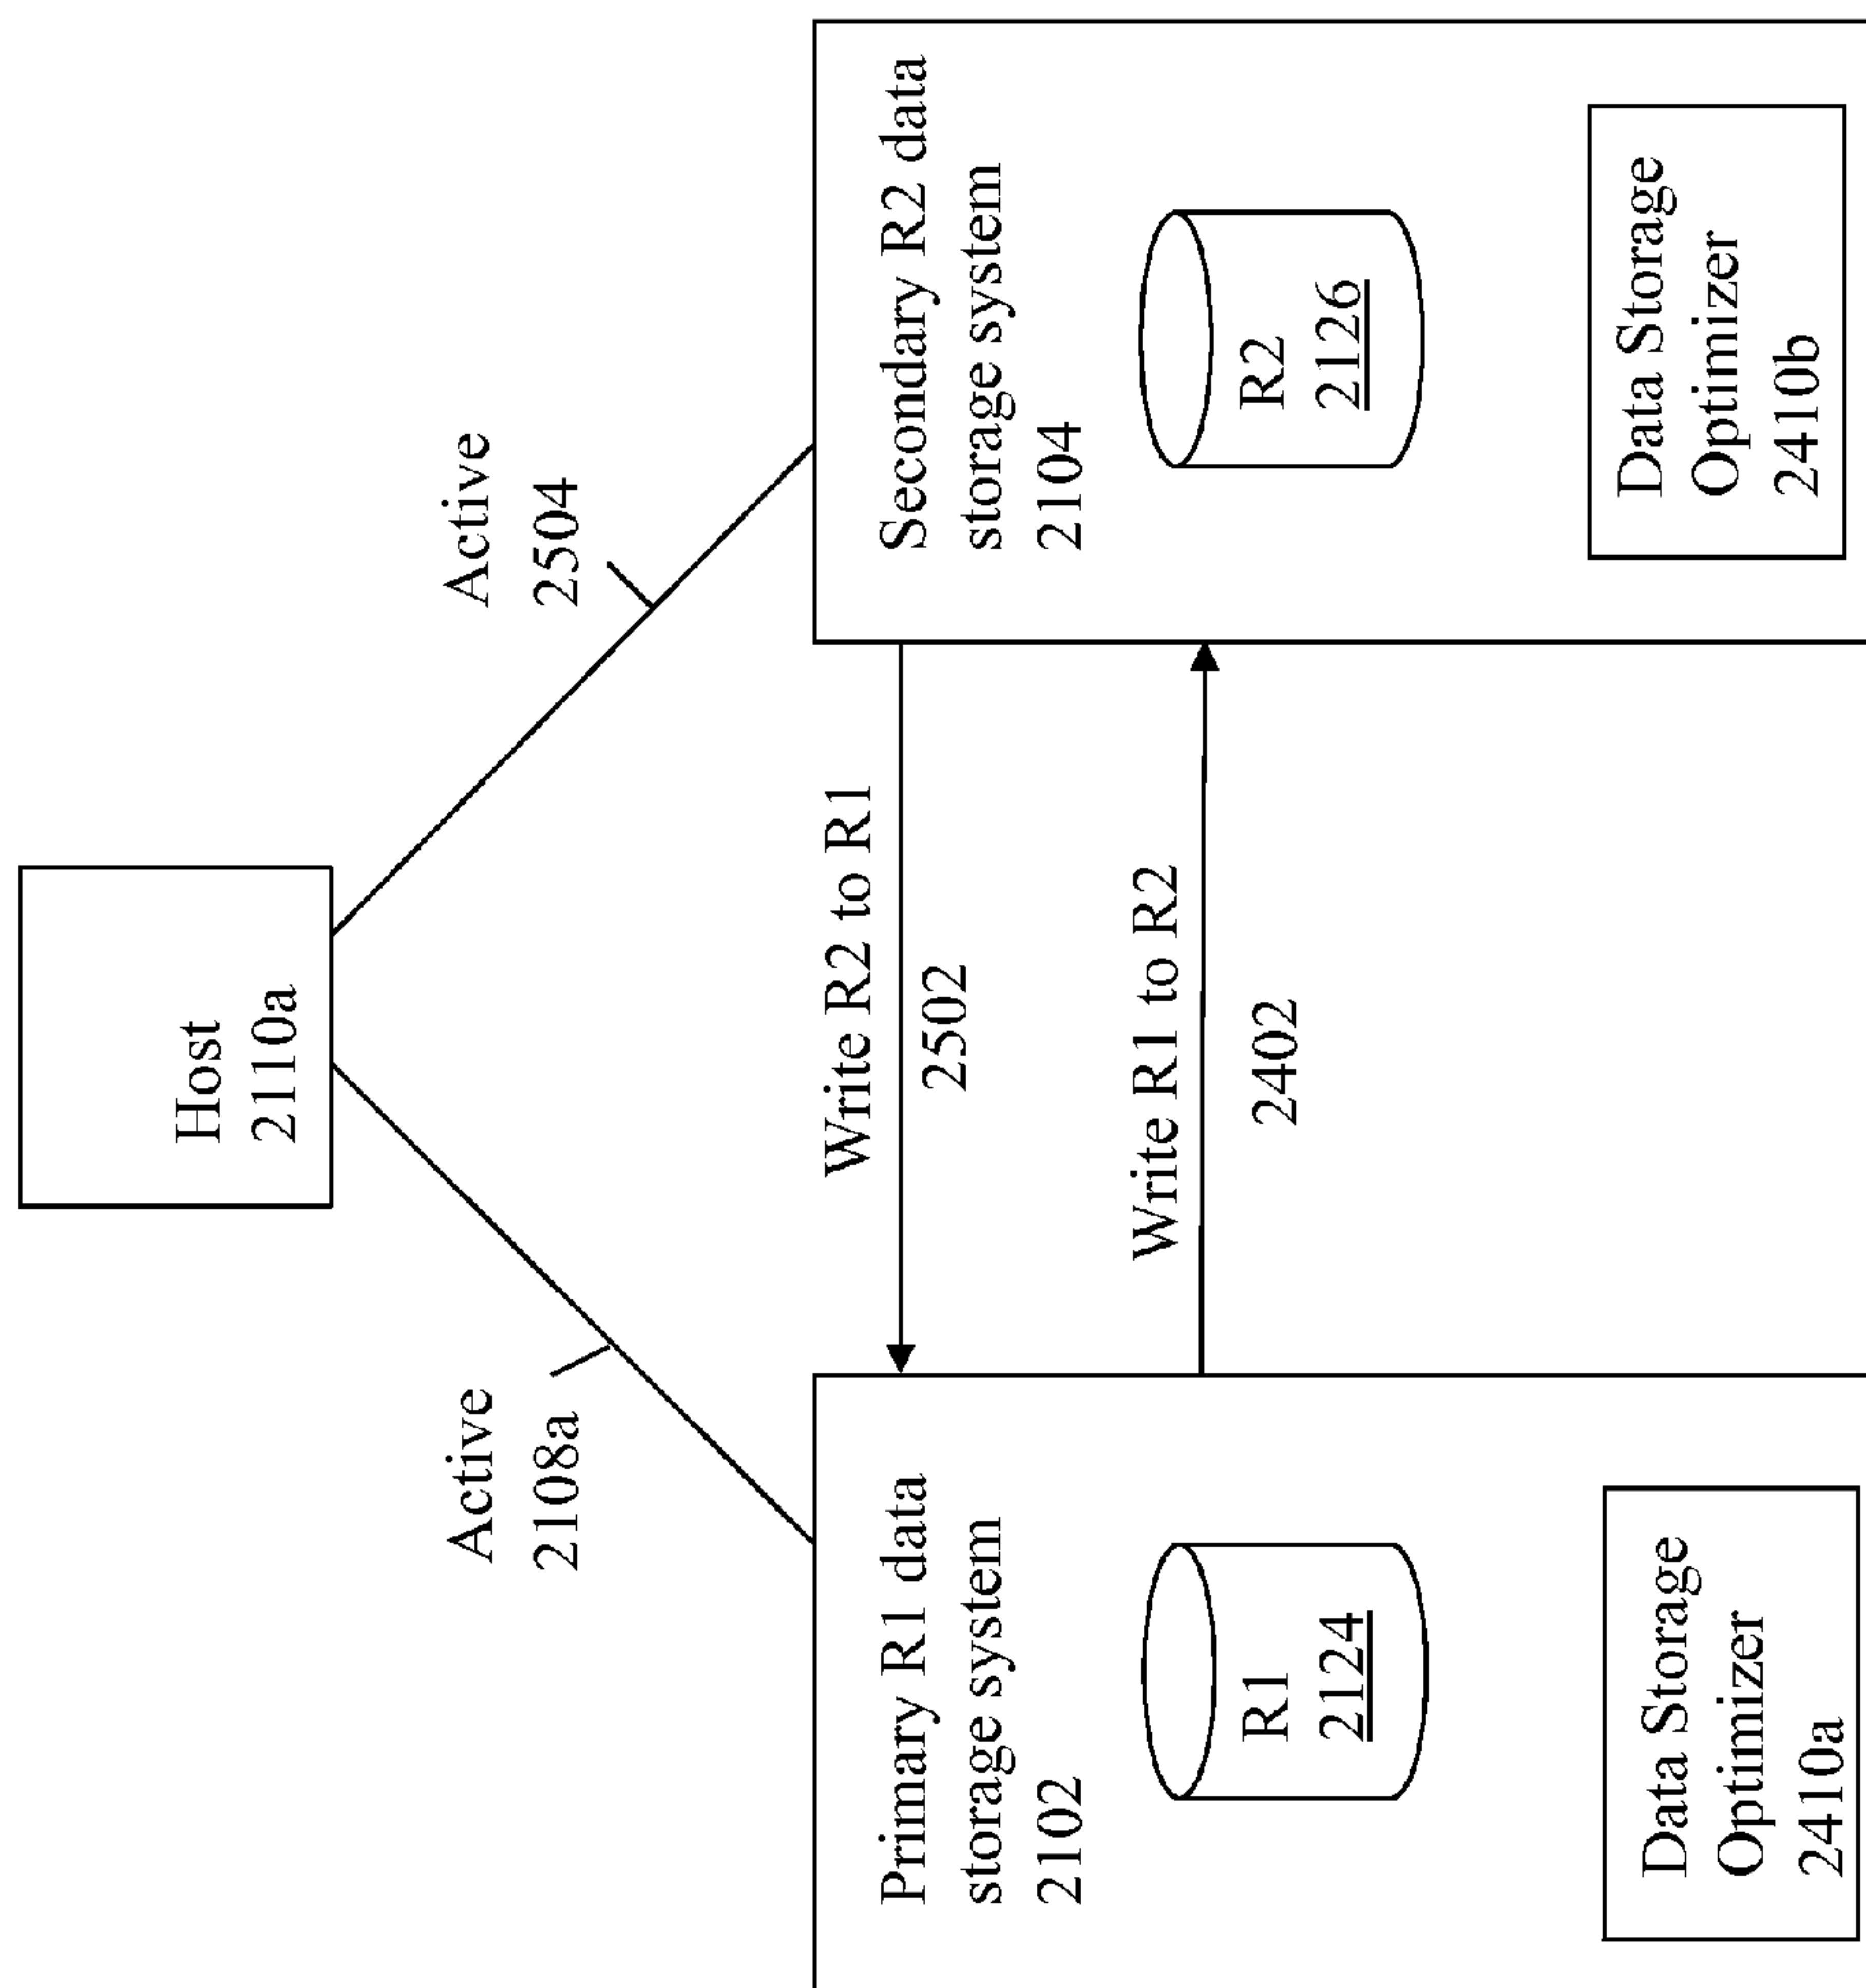 Host
2110a
Active
2108a
Active
2504
Primary R1 data
storage system
2102
R1
2124
Data Storage
Optimizer
2410a
Write R2 to R1
2502
Write R1 to R2
2402
Secondary R2 data
storage system
2104
R2
2126
Data Storage
Optimizer
2410b